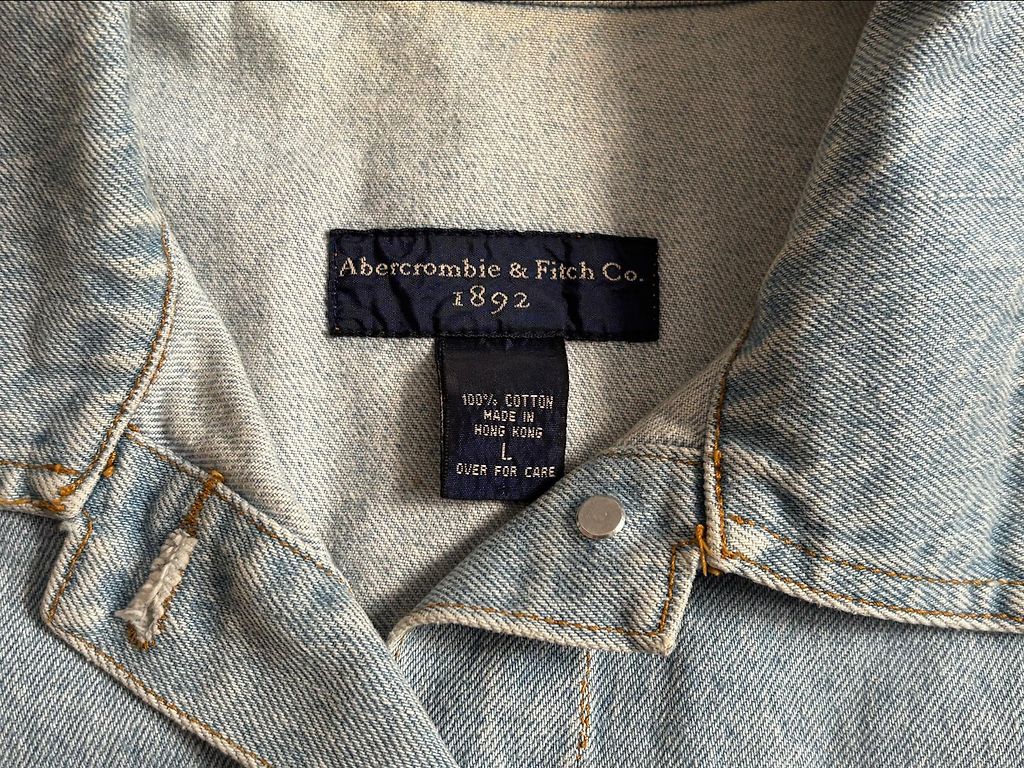 Abercrombie & Fitch Co.
1892
100% COTTON
MADE IN
HONG KONG
L
OVER FOR CARE